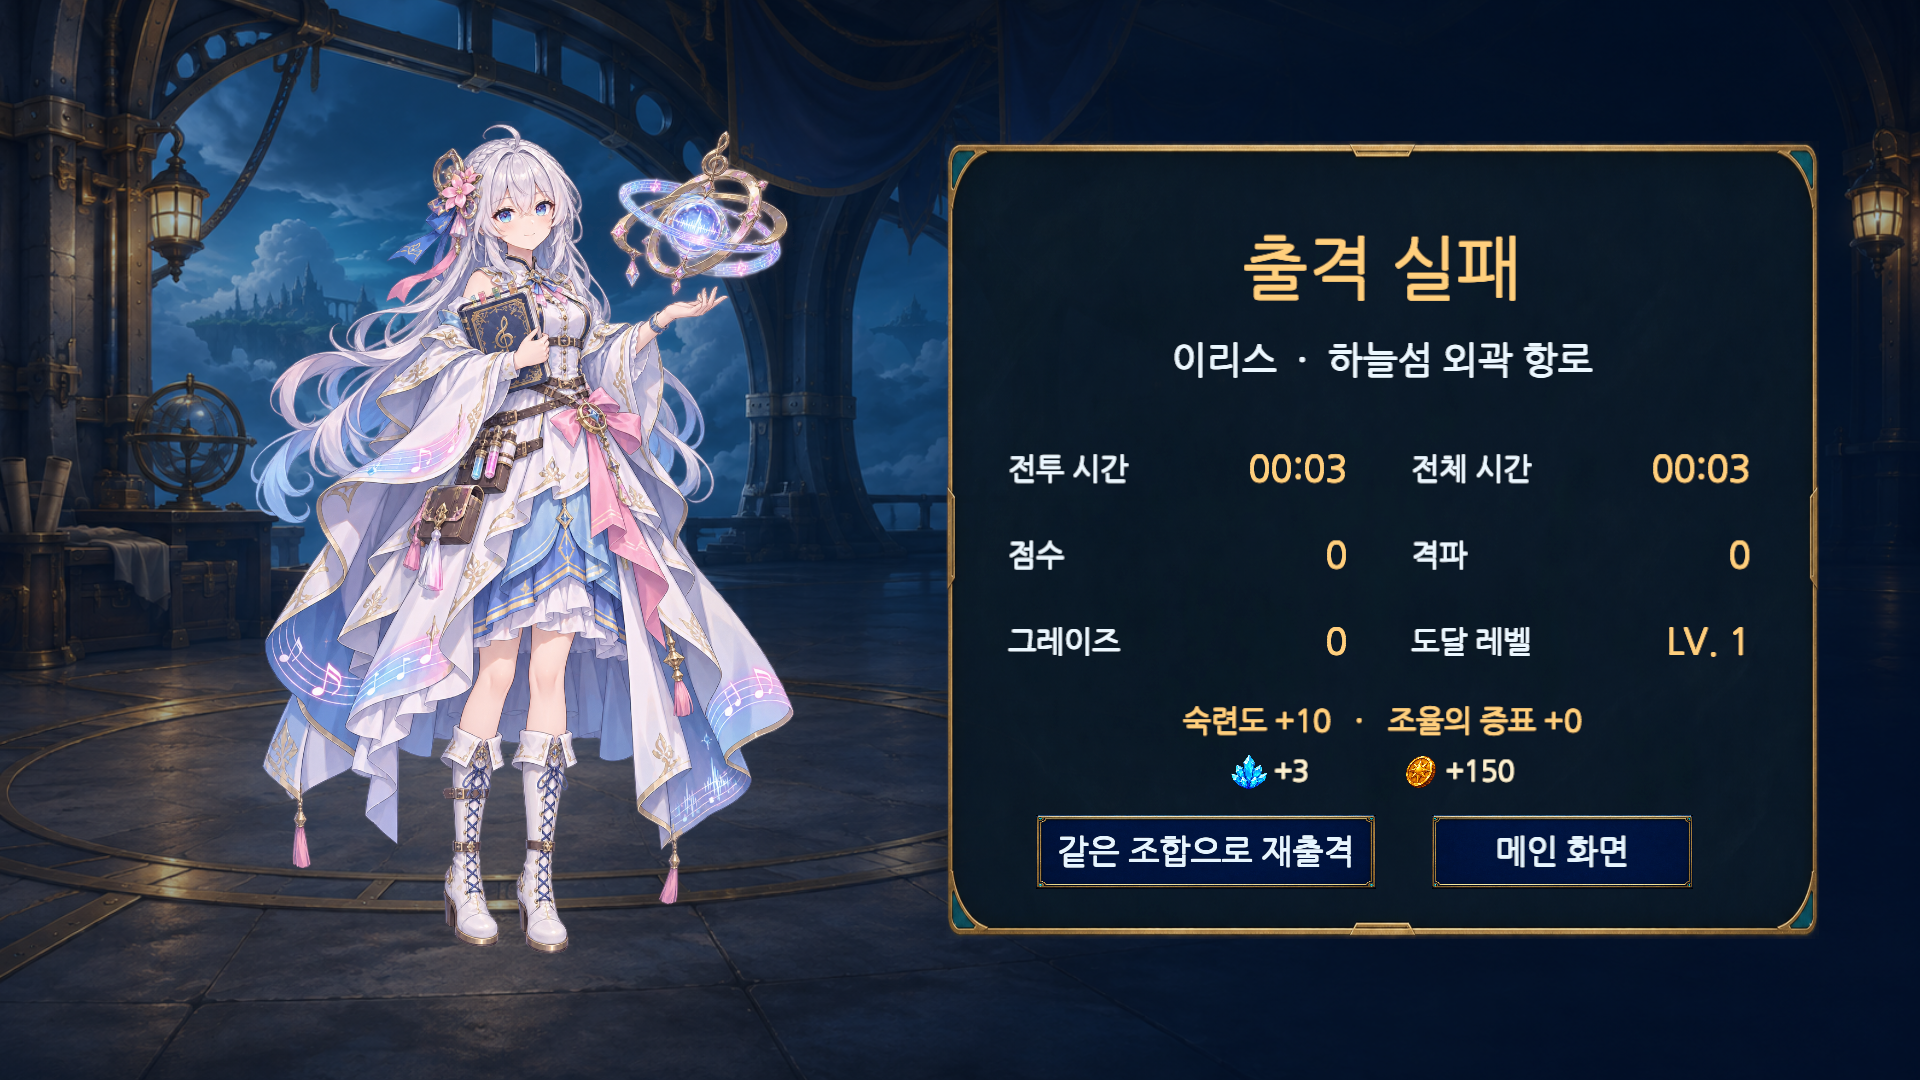 출격 실패
이리스 · 하늘섬 외곽 항로
전투 시간 00:03 전체 시간 00:03
점수 0 격파 0
그레이즈 0 도달 레벨 LV. 1
숙련도 +10 · 조율의 증표 +0
+3 +150
같은 조합으로 재출격 메인 화면